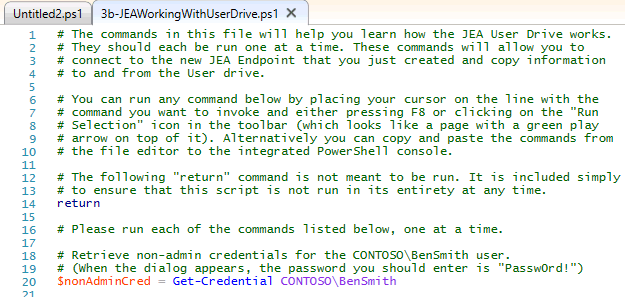 Untitled2.ps1 3b-JEAWorkingWithUserDrive.ps1 X
1 # The commands in this file will help you learn how the JEA User Drive works.
2 # They should each be run one at a time. These commands will allow you to
3 # connect to the new JEA Endpoint that you just created and copy information
4 # to and from the User drive.
5
6 # You can run any command below by placing your cursor on the line with the
7 # command you want to invoke and either pressing F8 or clicking on the "Run
8 # Selection" icon in the toolbar (which looks like a page with a green play
9 # arrow on top of it). Alternatively you can copy and paste the commands from
10 # the file editor to the integrated PowerShell console.
11
12 # The following "return" command is not meant to be run. It is included simply
13 # to ensure that this script is not run in its entirety at any time.
14 return
15
16 # Please run each of the commands listed below, one at a time.
17
18 # Retrieve non-admin credentials for the CONTOSO\BenSmith user.
19 # (When the dialog appears, the password you should enter is "Passw0rd!")
20 $nonAdminCred = Get-Credential CONTOSO\BenSmith
21